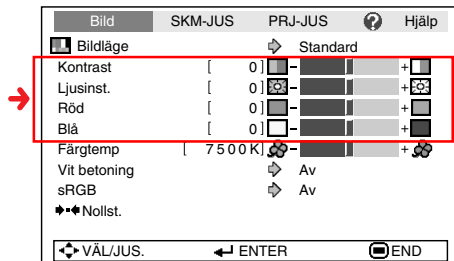 Bild SKM-JUS PRJ-JUS ? Hjälp
Bildläge Standard
Kontrast [ 0] - +
Ljusinst. [ 0] - +
Röd [ 0] - +
Blå [ 0] - +
Färgtemp [ 7500K] - +
Vit betoning Av
sRGB Av
Nollst.
VÄL/JUS. ENTER END